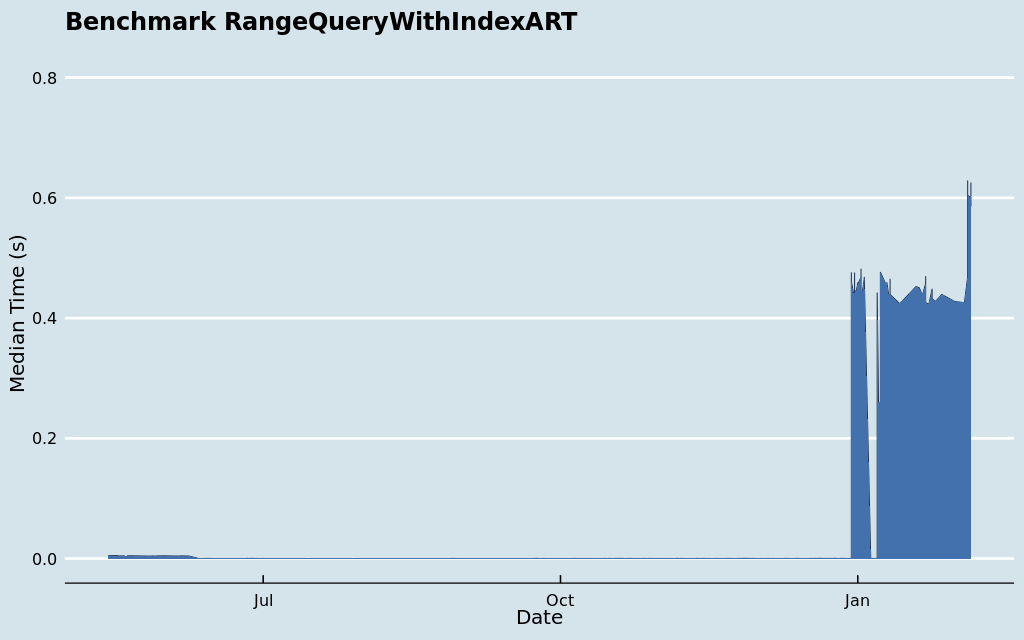 Benchmark RangeQueryWithIndexART
Median Time (s)
0.8
0.6
0.4
0.2
0.0
Jul
Oct
Jan
Date